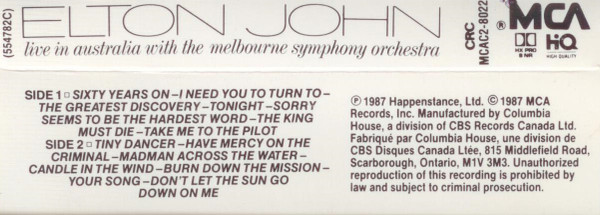 (554782C)
ELTON JOHN
live in australia with the melbourne symphony orchestra
CRC
MCAC2-8022
® MCA
HX PRO
B NR
HQ
HIGH QUALITY
SIDE 1 □ SIXTY YEARS ON – I NEED YOU TO TURN TO –
THE GREATEST DISCOVERY – TONIGHT – SORRY
SEEMS TO BE THE HARDEST WORD – THE KING
MUST DIE – TAKE ME TO THE PILOT
SIDE 2 □ TINY DANCER – HAVE MERCY ON THE
CRIMINAL – MADMAN ACROSS THE WATER –
CANDLE IN THE WIND – BURN DOWN THE MISSION –
YOUR SONG – DON'T LET THE SUN GO
DOWN ON ME
℗ 1987 Happenstance, Ltd. © 1987 MCA
Records, Inc. Manufactured by Columbia
House, a division of CBS Records Canada Ltd.
Fabriqué par Columbia House, une division de
CBS Disques Canada Ltée, 815 Middlefield Road,
Scarborough, Ontario, M1V 3M3. Unauthorized
reproduction of this recording is prohibited by
law and subject to criminal prosecution.